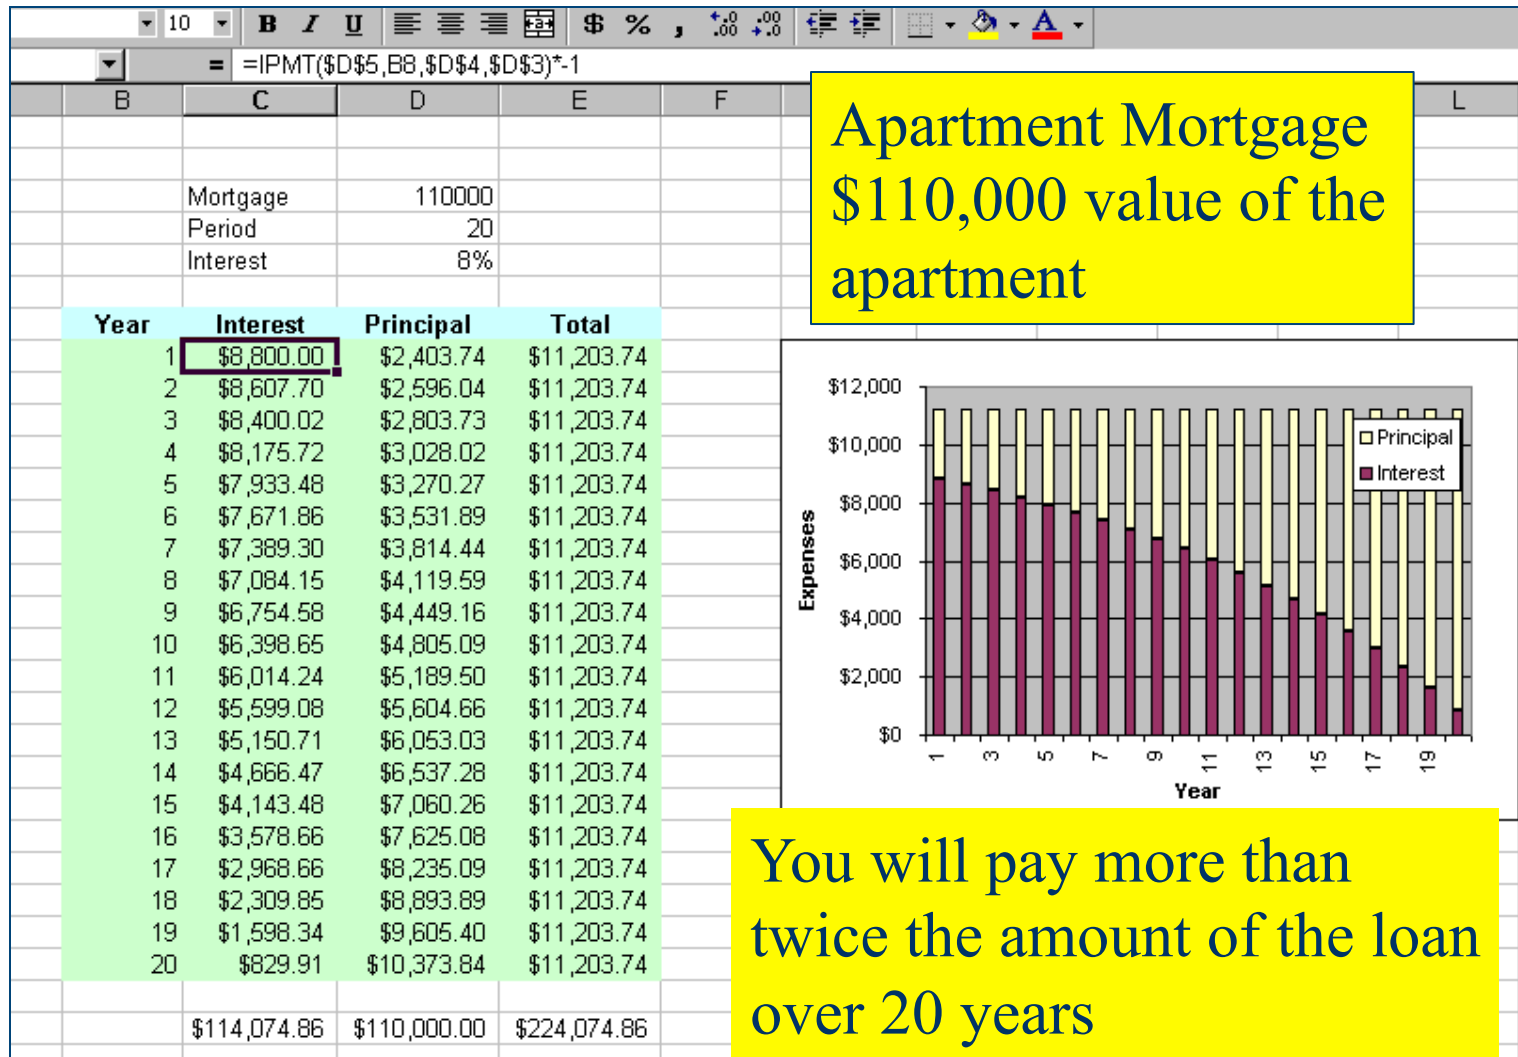 10 B I U $ % , .0 .00 .00 .0 A
= =IPMT($D$5,B8,$D$4,$D$3)*-1
B C D E F L
Apartment Mortgage
$110,000 value of the
apartment
Mortgage 110000
Period 20
Interest 8%
Year Interest Principal Total
1 $8,800.00 $2,403.74 $11,203.74
2 $8,607.70 $2,596.04 $11,203.74
3 $8,400.02 $2,803.73 $11,203.74
4 $8,175.72 $3,028.02 $11,203.74
5 $7,933.48 $3,270.27 $11,203.74
6 $7,671.86 $3,531.89 $11,203.74
7 $7,389.30 $3,814.44 $11,203.74
8 $7,084.15 $4,119.59 $11,203.74
9 $6,754.58 $4,449.16 $11,203.74
10 $6,398.65 $4,805.09 $11,203.74
11 $6,014.24 $5,189.50 $11,203.74
12 $5,599.08 $5,604.66 $11,203.74
13 $5,150.71 $6,053.03 $11,203.74
14 $4,666.47 $6,537.28 $11,203.74
15 $4,143.48 $7,060.26 $11,203.74
16 $3,578.66 $7,625.08 $11,203.74
17 $2,968.66 $8,235.09 $11,203.74
18 $2,309.85 $8,893.89 $11,203.74
19 $1,598.34 $9,605.40 $11,203.74
20 $829.91 $10,373.84 $11,203.74
$114,074.86 $110,000.00 $224,074.86
$12,000
$10,000
$8,000
$6,000
$4,000
$2,000
$0
Expenses
Principal
Interest
1 3 5 7 9 11 13 15 17 19
Year
You will pay more than
twice the amount of the loan
over 20 years